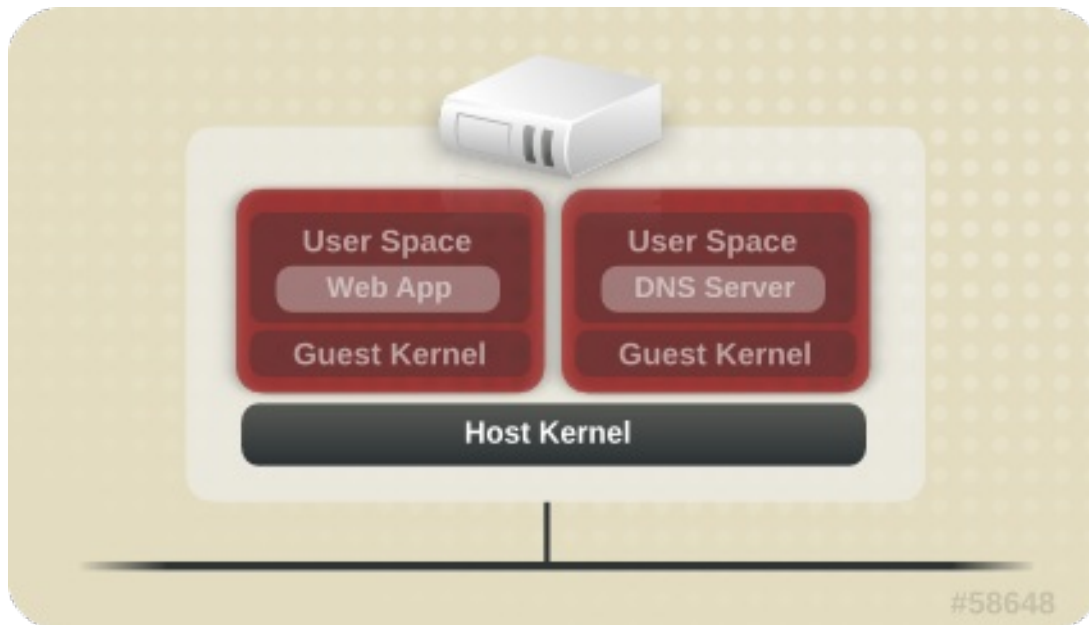 User Space
Web App
Guest Kernel
User Space
DNS Server
Guest Kernel
Host Kernel
#58648